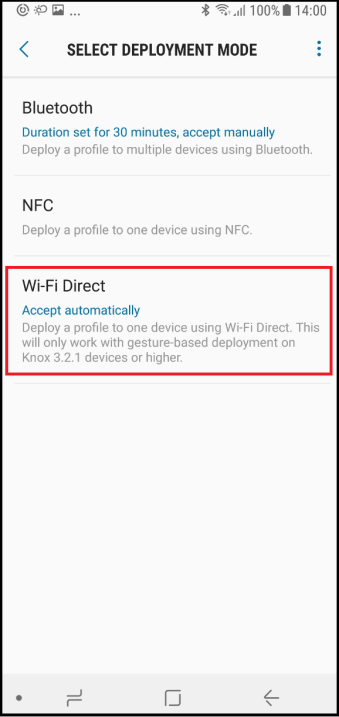 ... 100% 14:00
SELECT DEPLOYMENT MODE
Bluetooth
Duration set for 30 minutes, accept manually
Deploy a profile to multiple devices using Bluetooth.
NFC
Deploy a profile to one device using NFC.
Wi-Fi Direct
Accept automatically
Deploy a profile to one device using Wi-Fi Direct. This
will only work with gesture-based deployment on
Knox 3.2.1 devices or higher.